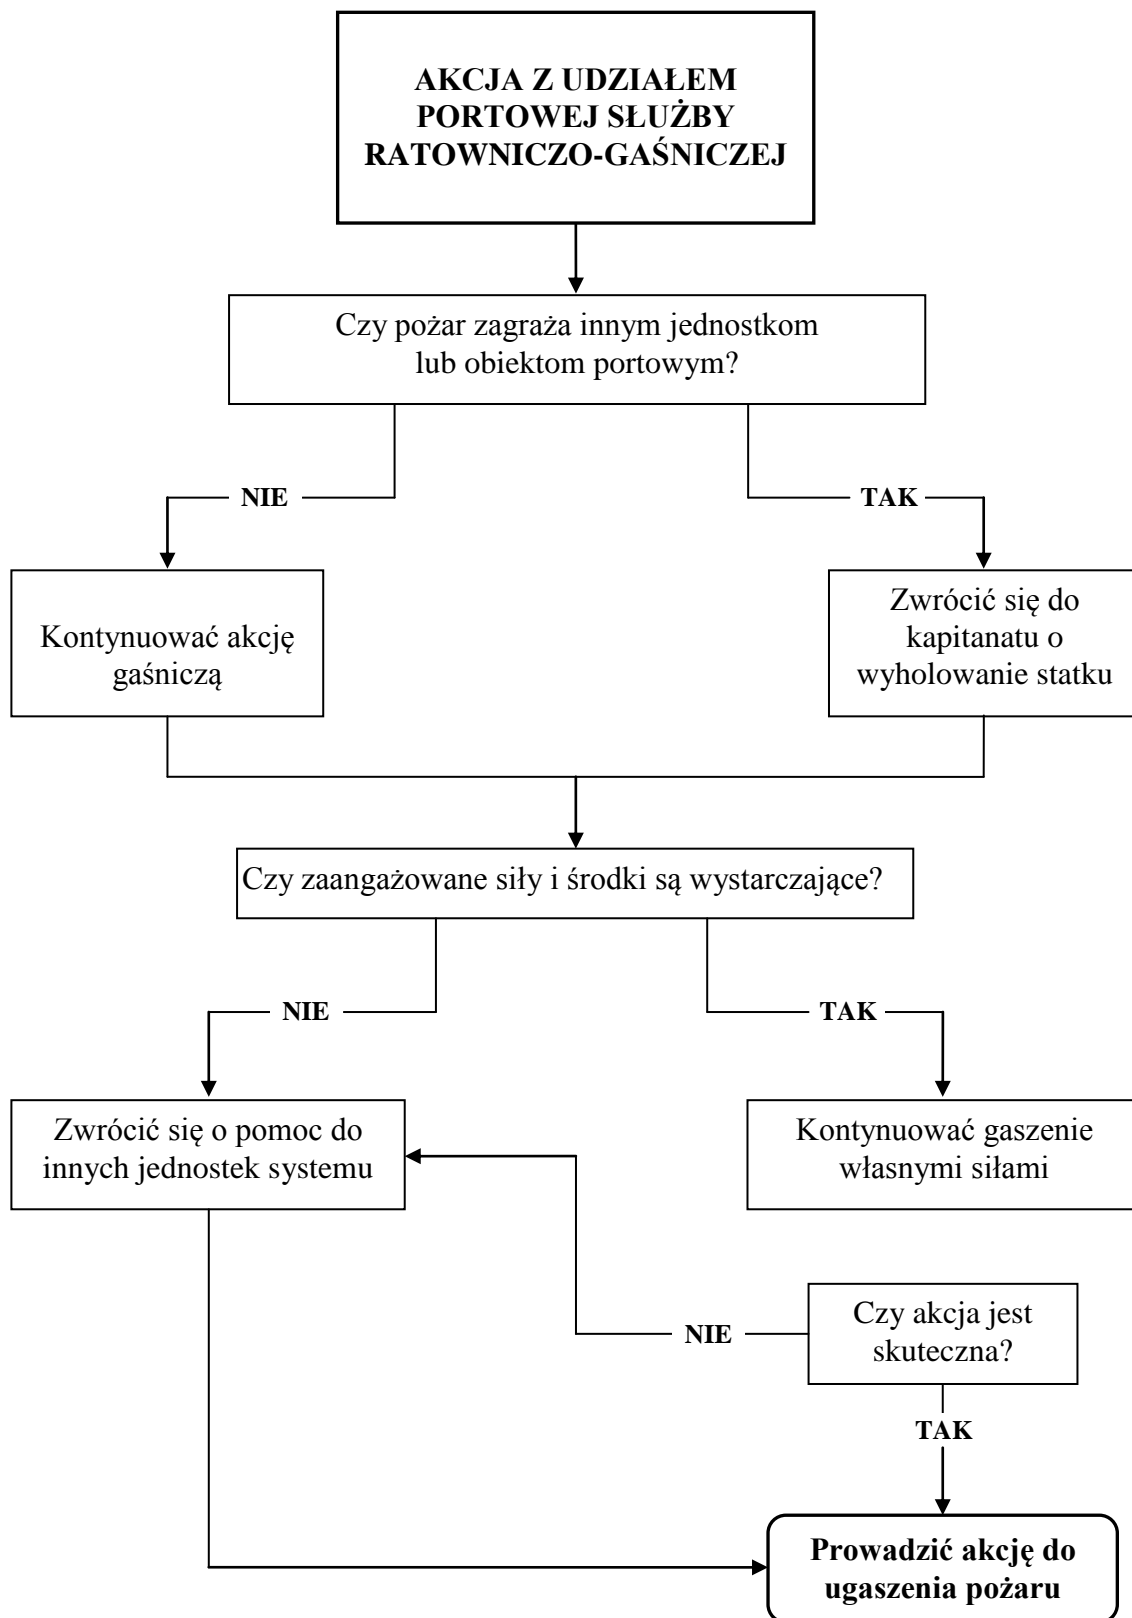 AKCJA Z UDZIAŁEM
PORTOWEJ SŁUŻBY
RATOWNICZO-GAŚNICZEJ
Czy pożar zagraża innym jednostkom
lub obiektom portowym?
NIE
TAK
Kontynuować akcję
gaśniczą
Zwrócić się do
kapitanatu o
wyholowanie statku
Czy zaangażowane siły i środki są wystarczające?
NIE
TAK
Zwrócić się o pomoc do
innych jednostek systemu
Kontynuować gaszenie
własnymi siłami
Czy akcja jest
skuteczna?
NIE
TAK
Prowadzić akcję do
ugaszenia pożaru